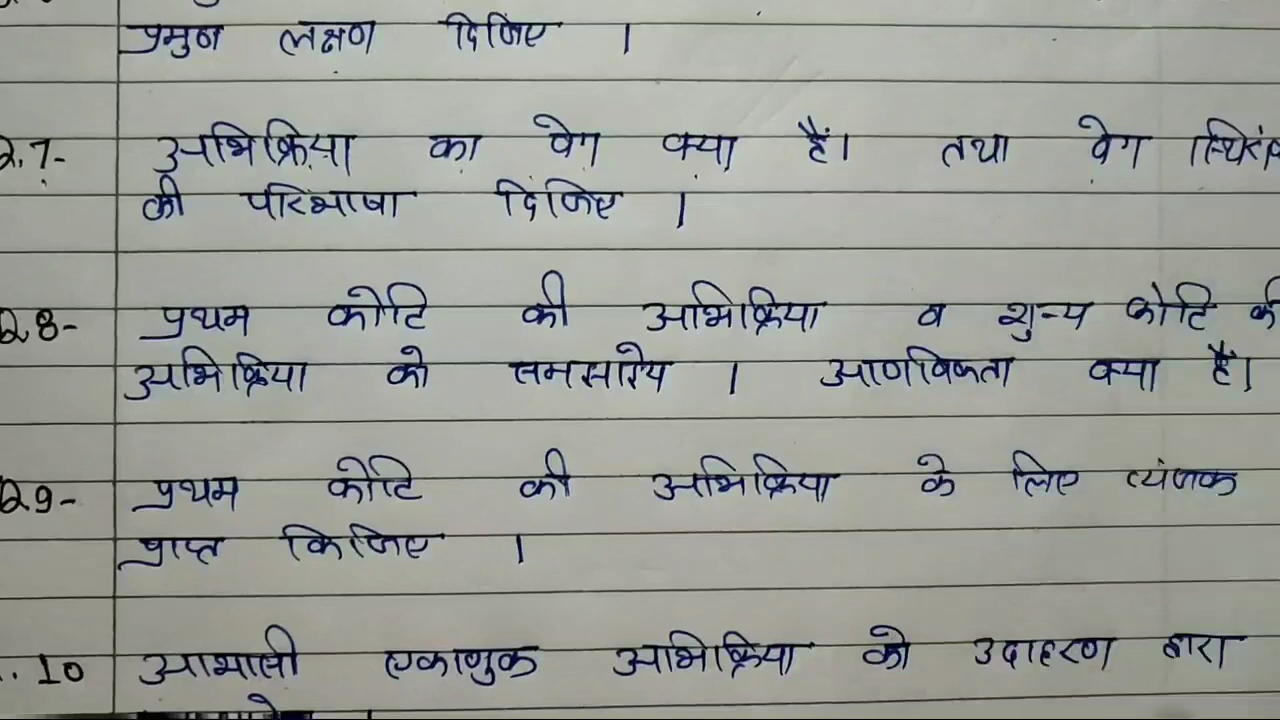 प्रमुख लक्षण दिजिए ।
Q.7- अभिक्रिया का वेग क्या हैं। तथा वेग स्थिरांक
की परिभाषा दिजिए ।
Q.8- प्रथम कोटि की अभिक्रिया व शुन्य कोटि की
अभिक्रिया को समसाइये । आणविकता क्या हैं।
Q.9- प्रथम कोटि की अभिक्रिया के लिए व्यंजक
प्राप्त किजिए ।
. 10 आभासी एकाणुक अभिक्रिया को उदाहरण द्वारा